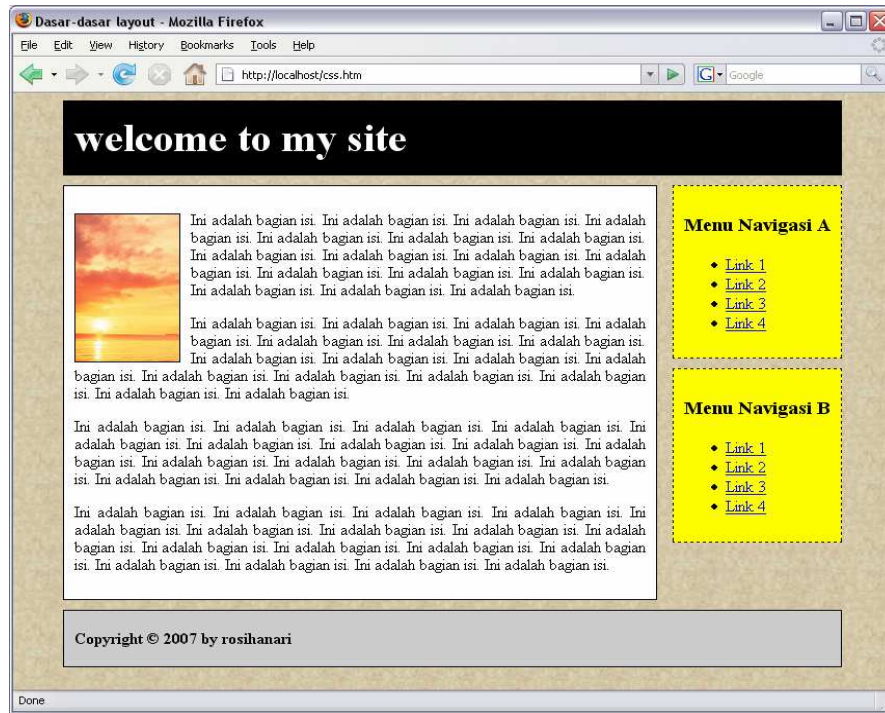 Dasar-dasar layout - Mozilla Firefox
File Edit View History Bookmarks Tools Help
http://localhost/css.htm
G Google
welcome to my site
Ini adalah bagian isi. Ini adalah bagian isi. Ini adalah bagian isi. Ini adalah
bagian isi. Ini adalah bagian isi. Ini adalah bagian isi. Ini adalah bagian isi.
Ini adalah bagian isi. Ini adalah bagian isi. Ini adalah bagian isi. Ini adalah
bagian isi. Ini adalah bagian isi. Ini adalah bagian isi. Ini adalah bagian isi.
Ini adalah bagian isi. Ini adalah bagian isi. Ini adalah bagian isi.
Ini adalah bagian isi. Ini adalah bagian isi. Ini adalah bagian isi. Ini adalah
bagian isi. Ini adalah bagian isi. Ini adalah bagian isi. Ini adalah bagian isi.
Ini adalah bagian isi. Ini adalah bagian isi. Ini adalah bagian isi. Ini adalah
bagian isi. Ini adalah bagian isi. Ini adalah bagian isi. Ini adalah bagian isi. Ini adalah bagian
isi. Ini adalah bagian isi. Ini adalah bagian isi. Ini adalah bagian isi.
Ini adalah bagian isi. Ini adalah bagian isi. Ini adalah bagian isi. Ini adalah bagian isi. Ini
adalah bagian isi. Ini adalah bagian isi. Ini adalah bagian isi. Ini adalah bagian isi. Ini adalah
bagian isi. Ini adalah bagian isi. Ini adalah bagian isi. Ini adalah bagian isi. Ini adalah bagian
isi. Ini adalah bagian isi. Ini adalah bagian isi. Ini adalah bagian isi. Ini adalah bagian isi.
Ini adalah bagian isi. Ini adalah bagian isi. Ini adalah bagian isi. Ini adalah bagian isi. Ini
adalah bagian isi. Ini adalah bagian isi. Ini adalah bagian isi. Ini adalah bagian isi. Ini adalah
bagian isi. Ini adalah bagian isi. Ini adalah bagian isi. Ini adalah bagian isi. Ini adalah bagian
isi. Ini adalah bagian isi. Ini adalah bagian isi. Ini adalah bagian isi. Ini adalah bagian isi.
Menu Navigasi A
Link 1
Link 2
Link 3
Link 4
Menu Navigasi B
Link 1
Link 2
Link 3
Link 4
Copyright © 2007 by rosihanari
Done